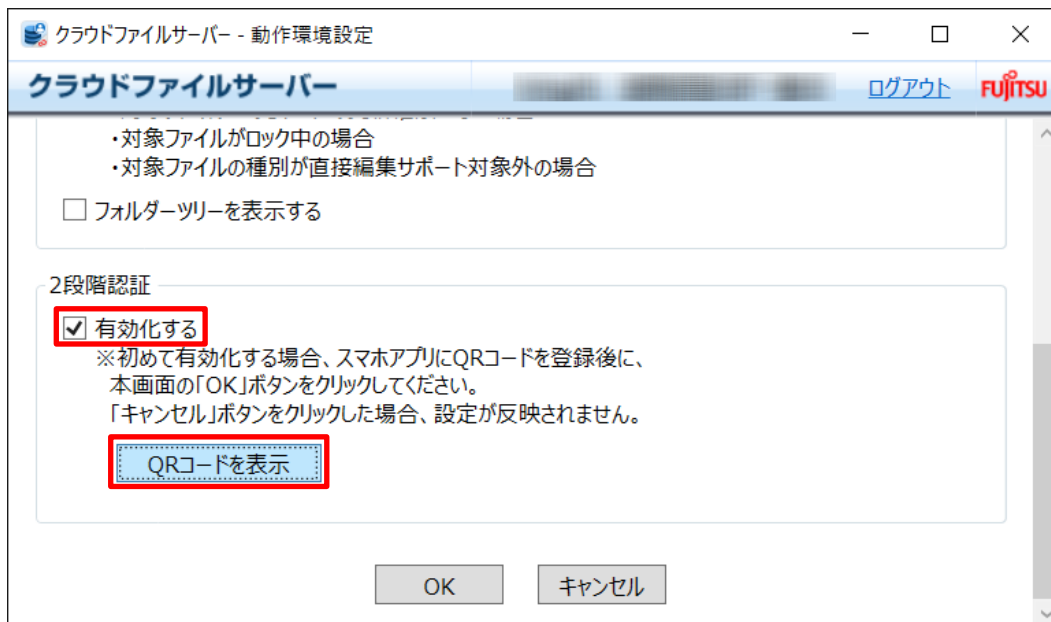 クラウドファイルサーバー - 動作環境設定
クラウドファイルサーバー
ログアウト
FUJITSU
・対象ファイルがロック中の場合
・対象ファイルの種別が直接編集サポート対象外の場合
フォルダーツリーを表示する
2段階認証
有効化する
※初めて有効化する場合、スマホアプリにQRコードを登録後に、
本画面の「OK」ボタンをクリックしてください。
「キャンセル」ボタンをクリックした場合、設定が反映されません。
QRコードを表示
OK
キャンセル